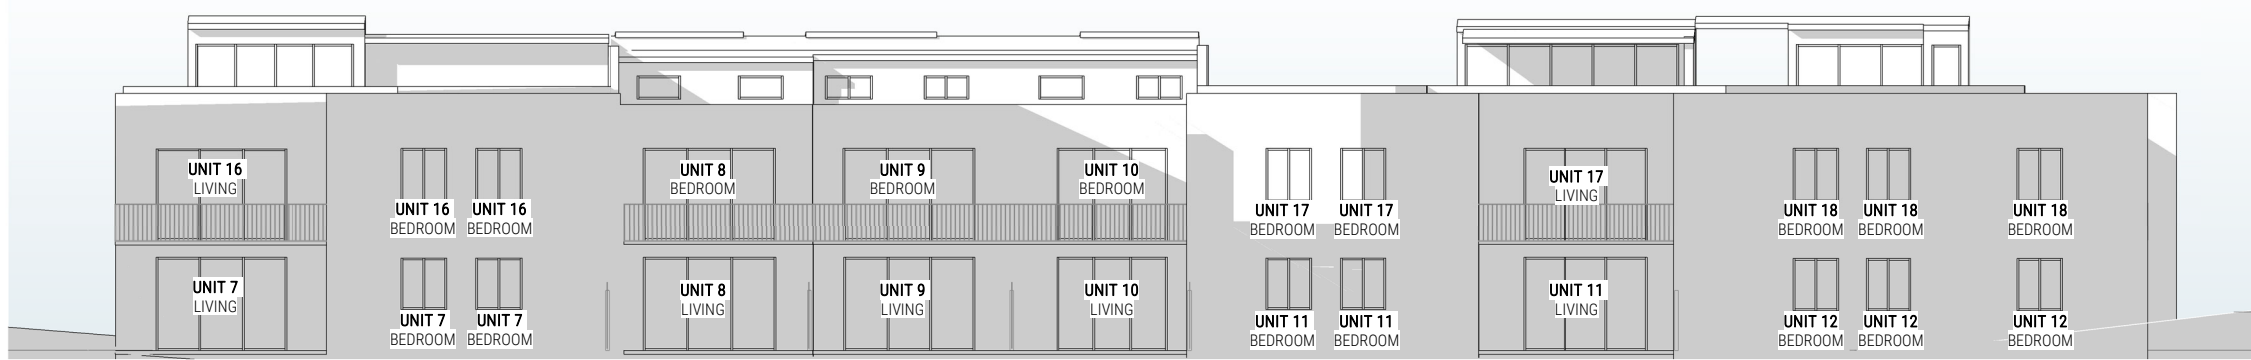 UNIT 16
LIVING
UNIT 16
BEDROOM
UNIT 16
BEDROOM
UNIT 8
BEDROOM
UNIT 9
BEDROOM
UNIT 10
BEDROOM
UNIT 17
BEDROOM
UNIT 17
BEDROOM
UNIT 17
LIVING
UNIT 18
BEDROOM
UNIT 18
BEDROOM
UNIT 18
BEDROOM
UNIT 7
LIVING
UNIT 7
BEDROOM
UNIT 7
BEDROOM
UNIT 8
LIVING
UNIT 9
LIVING
UNIT 10
LIVING
UNIT 11
BEDROOM
UNIT 11
BEDROOM
UNIT 11
LIVING
UNIT 12
BEDROOM
UNIT 12
BEDROOM
UNIT 12
BEDROOM